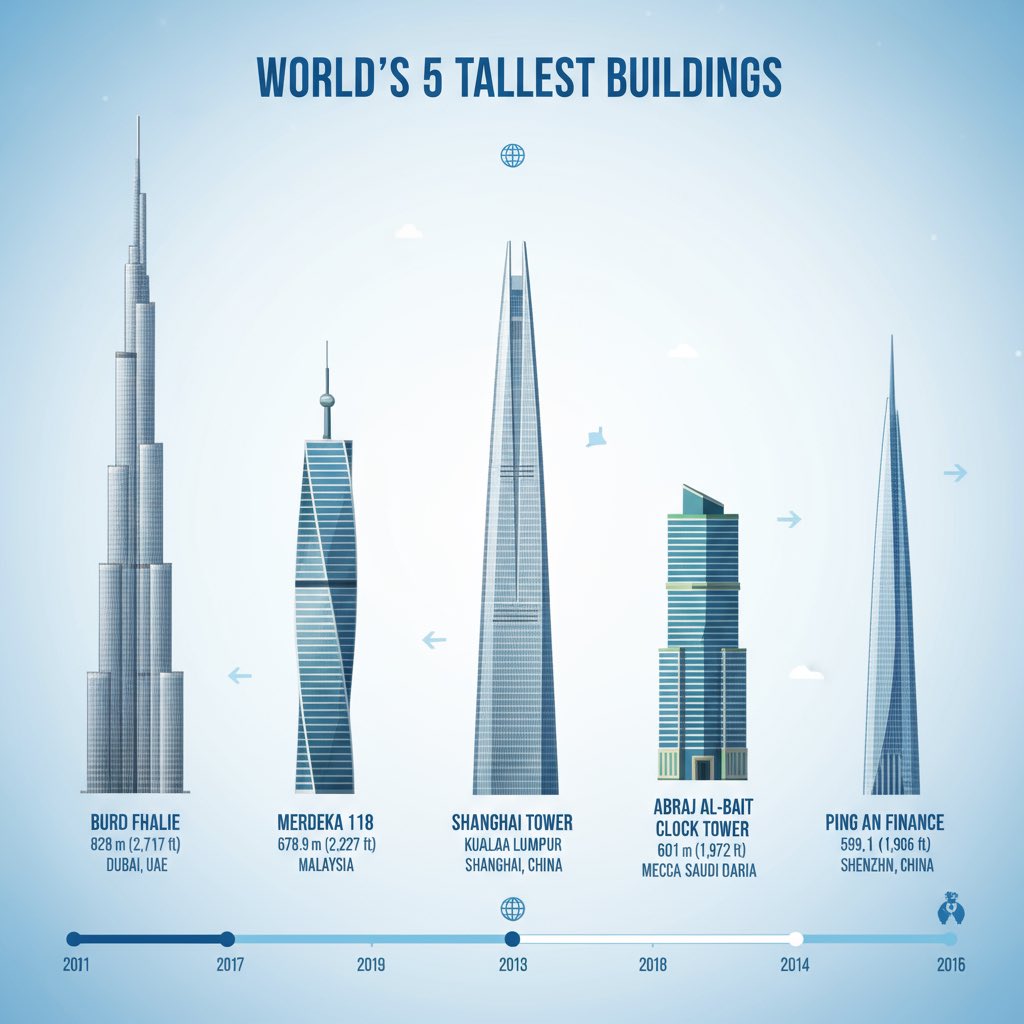 WORLD'S 5 TALLEST BUILDINGS
BURD FHALIE
828 m (2,717 ft)
DUBAI, UAE
MERDEKA 118
678.9 m (2.227 ft)
MALAYSIA
SHANGHAI TOWER
KUALAA LUMPUR
SHANGHAI, CHINA
ABRAJ AL-BAIT
CLOCK TOWER
601 m (1,972 ft)
MECCA SAUDI DARIA
PING AN FINANCE
599.1 (1,906 ft)
SHENZHN, CHINA
2011
2017
2019
2013
2018
2014
2016